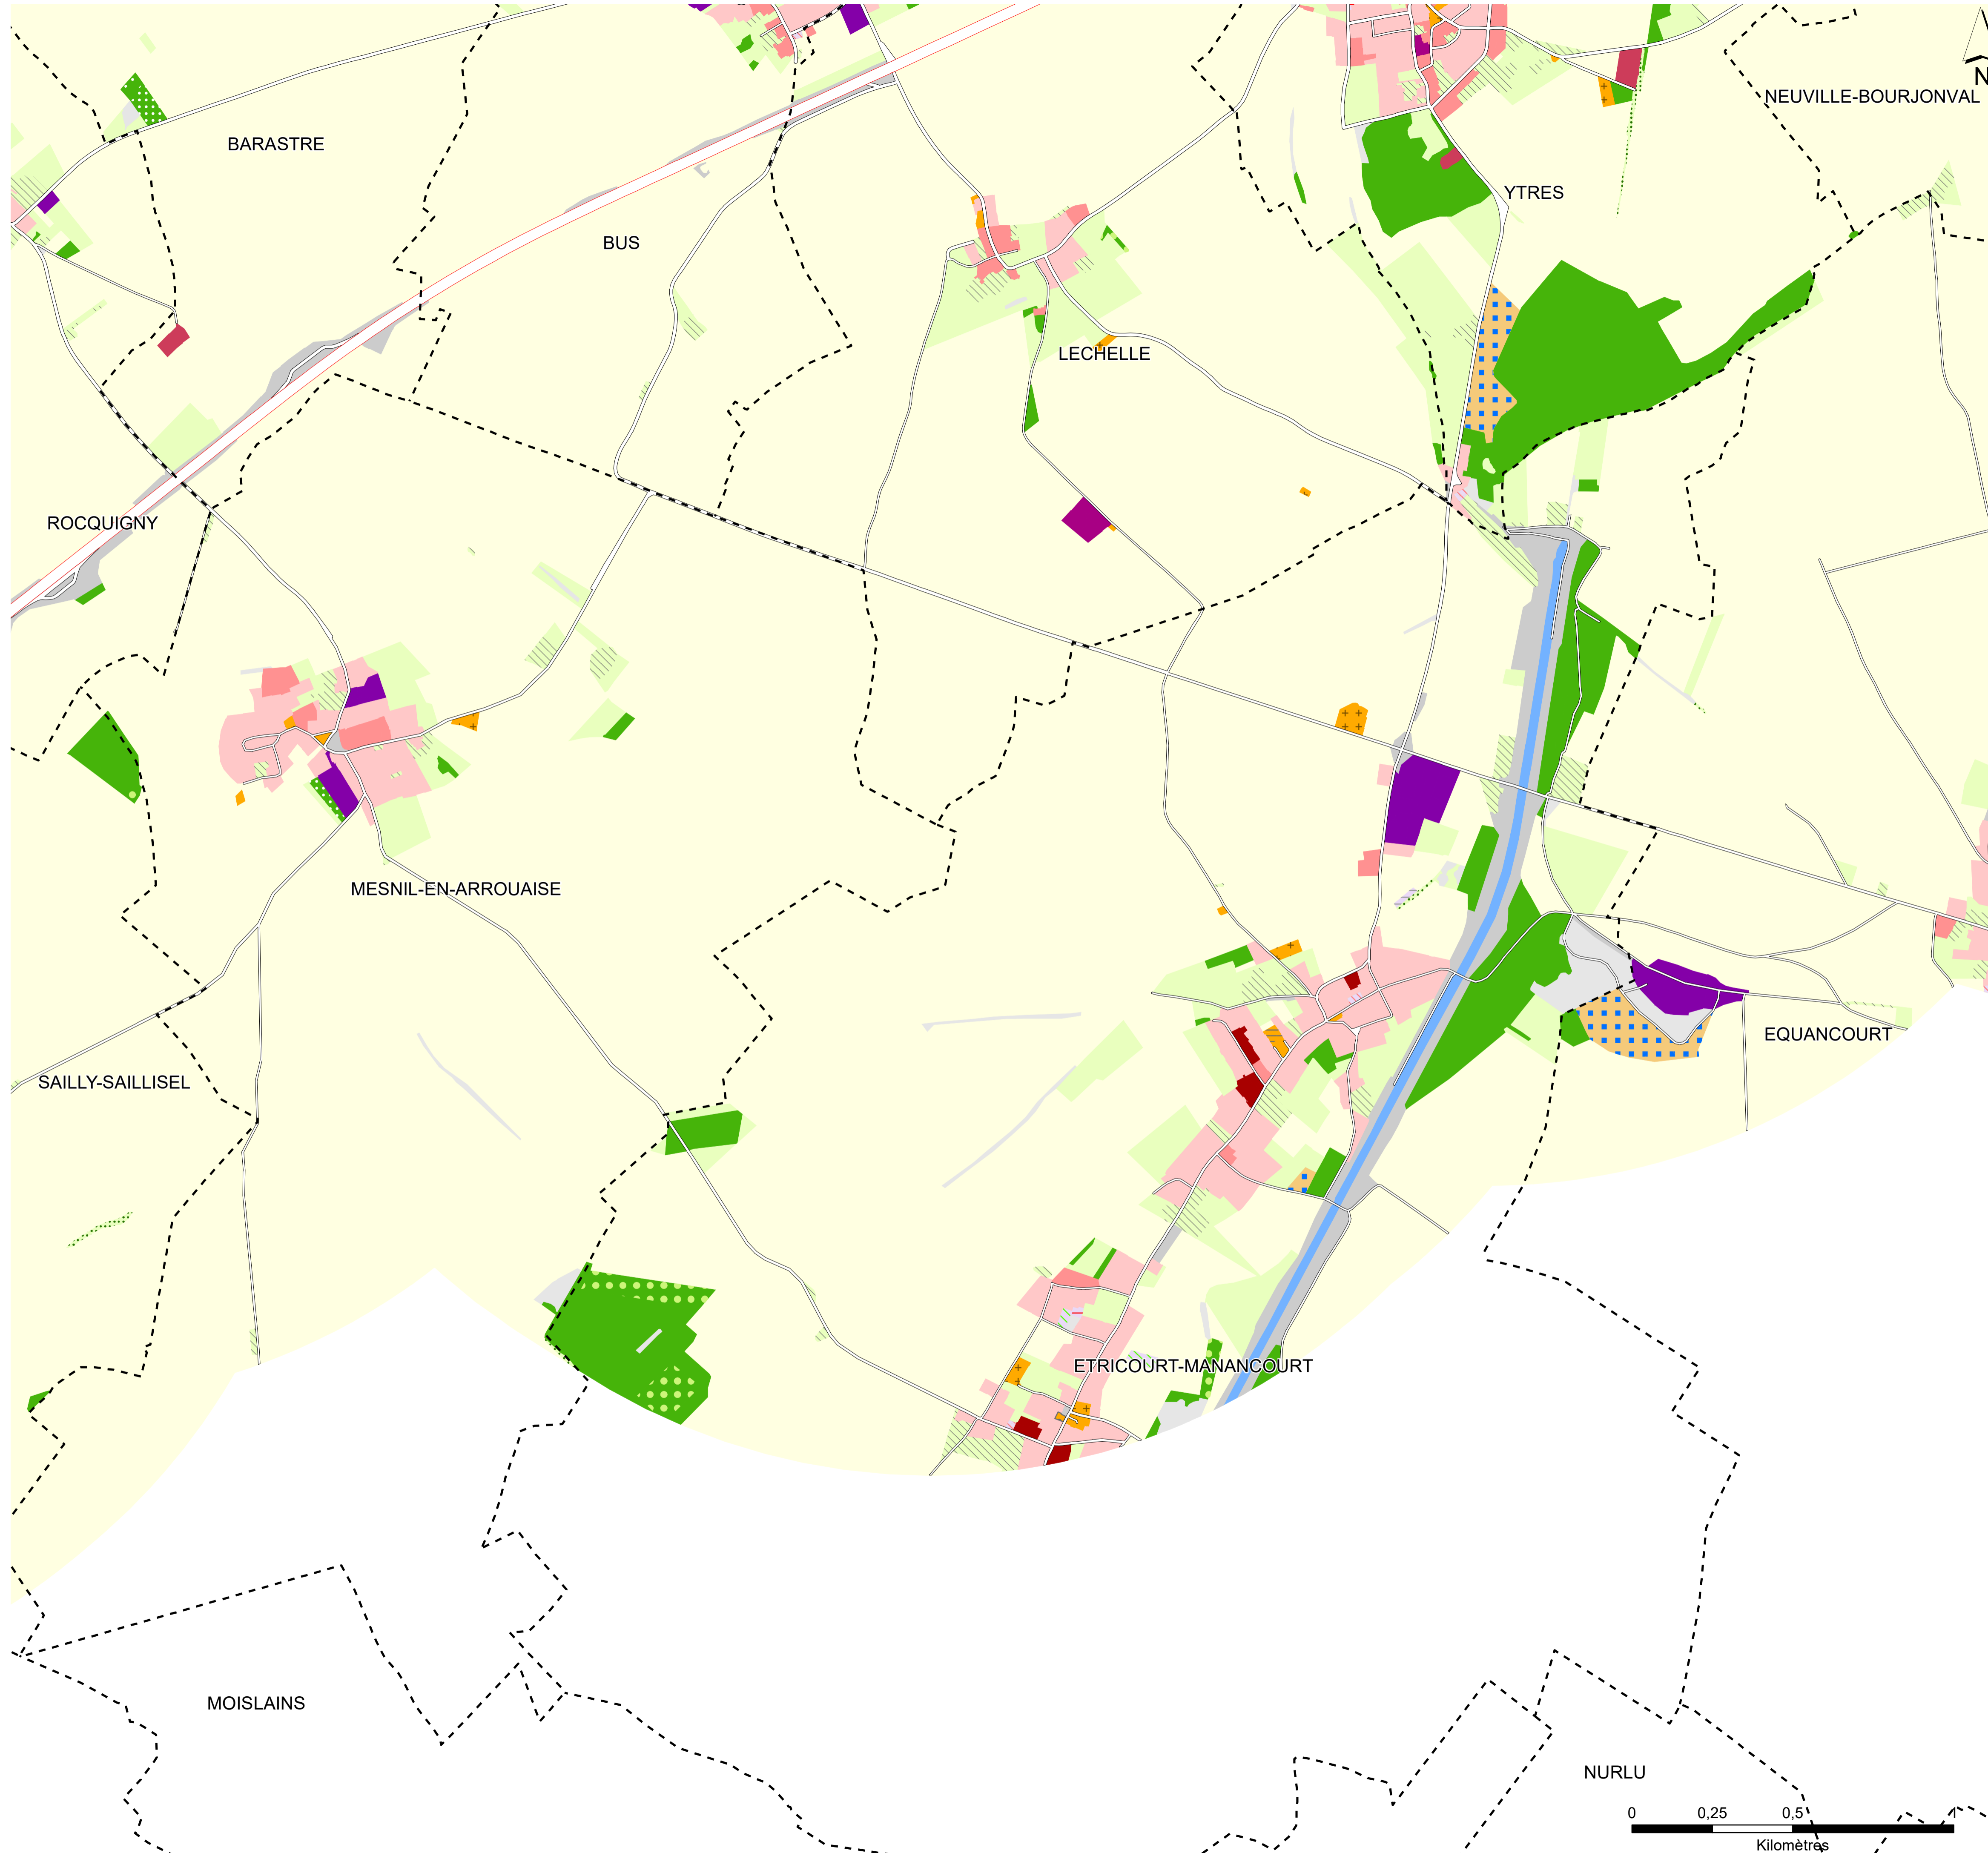 N
NEUVILLE-BOURJONVAL
BARASTRE
YTRES
BUS
LECHELLE
ROCQUIGNY
MESNIL-EN-ARROUAISE
EQUANCOURT
SAILLY-SAILLISEL
ETRICOURT-MANANCOURT
MOISLAINS
NURLU
0 0,25 0,5 1
Kilomètres